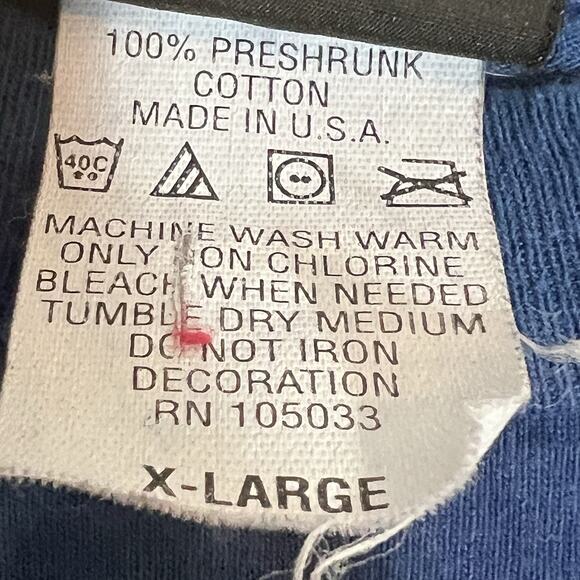 100% PRESHRUNK
COTTON
MADE IN U.S.A.
40C
MACHINE WASH WARM
ONLY NON CHLORINE
BLEACH WHEN NEEDED
TUMBLE DRY MEDIUM
DO NOT IRON
DECORATION
RN 105033
X-LARGE